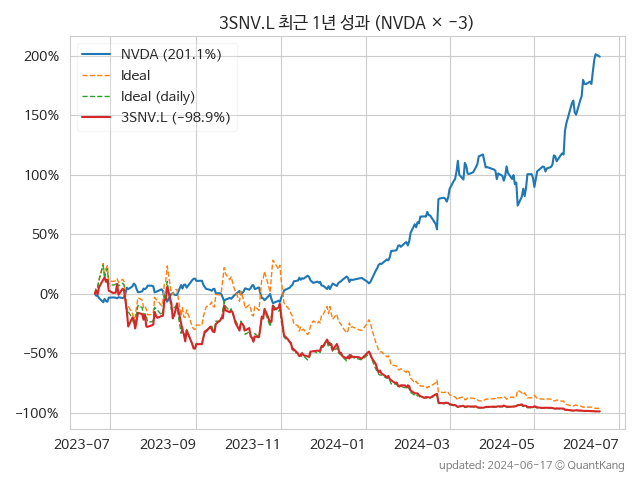 3SNV.L 최근 1년 성과 (NVDA × −3)
NVDA (201.1%)
Ideal
Ideal (daily)
3SNV.L (−98.9%)
200%
150%
100%
50%
0%
−50%
−100%
2023-07
2023-09
2023-11
2024-01
2024-03
2024-05
2024-07
updated: 2024-06-17 © QuantKang